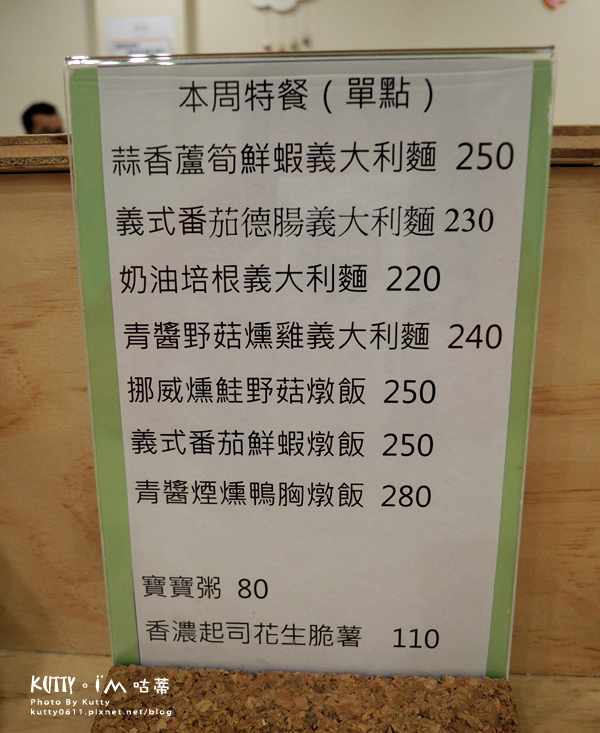 本周特餐（單點）
蒜香蘆筍鮮蝦義大利麵 250
義式番茄德腸義大利麵 230
奶油培根義大利麵 220
青醬野菇燻雞義大利麵 240
挪威燻鮭野菇燉飯 250
義式番茄鮮蝦燉飯 250
青醬煙燻鴨胸燉飯 280
寶寶粥 80
香濃起司花生脆薯 110
KUTTY。i'm 咕蒂
Photo By Kutty
kutty0611.pixnet.net/blog